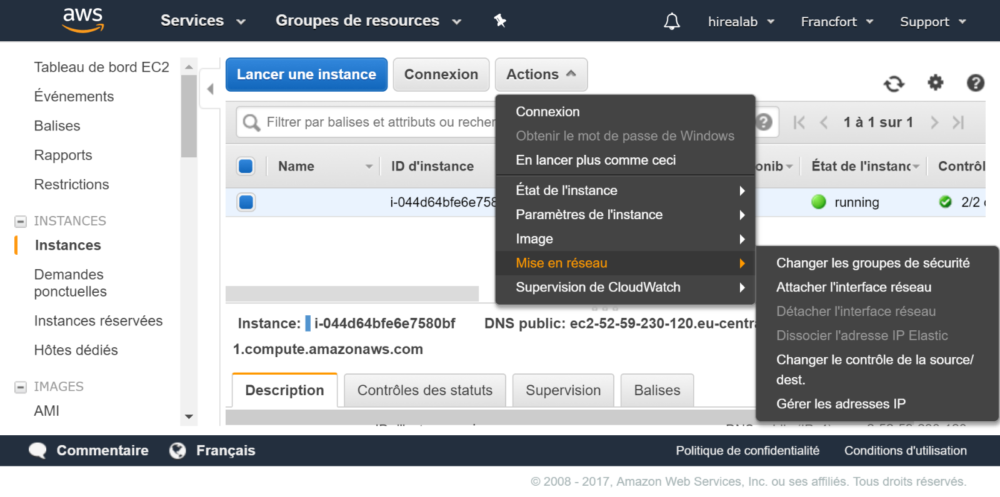 aws
Services
Groupes de resources
hirealab
Francfort
Support
Tableau de bord EC2
Événements
Balises
Rapports
Restrictions
INSTANCES
Instances
Demandes
ponctuelles
Instances réservées
Hôtes dédiés
IMAGES
AMI
Lancer une instance
Connexion
Actions
Filtrer par balises et attributs ou recher
1 à 1 sur 1
Name
ID d'instance
onib
État de l'instanc
Contrôl
i-044d64bfe6e758
running
2/2
Connexion
Obtenir le mot de passe de Windows
En lancer plus comme ceci
État de l'instance
Paramètres de l'instance
Image
Mise en réseau
Supervision de CloudWatch
Changer les groupes de sécurité
Attacher l'interface réseau
Détacher l'interface réseau
Dissocier l'adresse IP Elastic
Changer le contrôle de la source/
dest.
Gérer les adresses IP
Instance: i-044d64bfe6e7580bf DNS public: ec2-52-59-230-120.eu-centra
1.compute.amazonaws.com
Description
Contrôles des statuts
Supervision
Balises
Commentaire
Français
Politique de confidentialité
Conditions d'utilisation
© 2008 - 2017, Amazon Web Services, Inc. ou ses affiliés. Tous droits réservés.